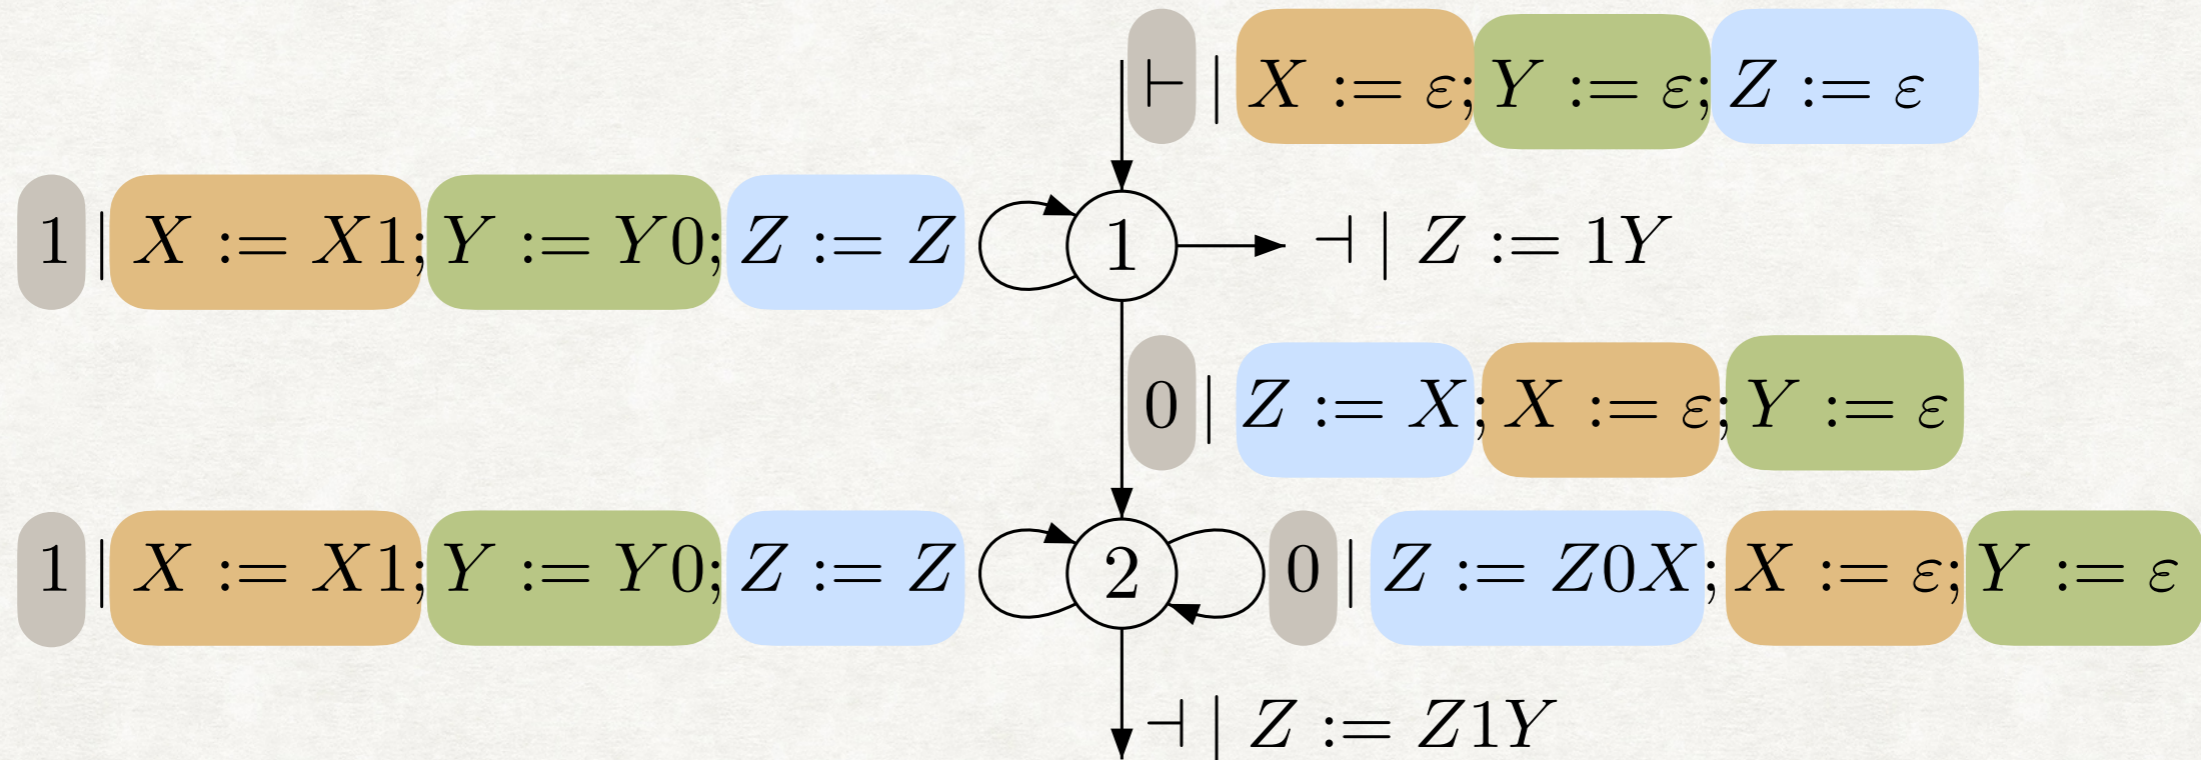 ⊢ | X := ε; Y := ε; Z := ε
1 | X := X1; Y := Y0; Z := Z
1
⊣ | Z := 1Y
0 | Z := X; X := ε; Y := ε
1 | X := X1; Y := Y0; Z := Z
2
0 | Z := Z0X; X := ε; Y := ε
⊣ | Z := Z1Y